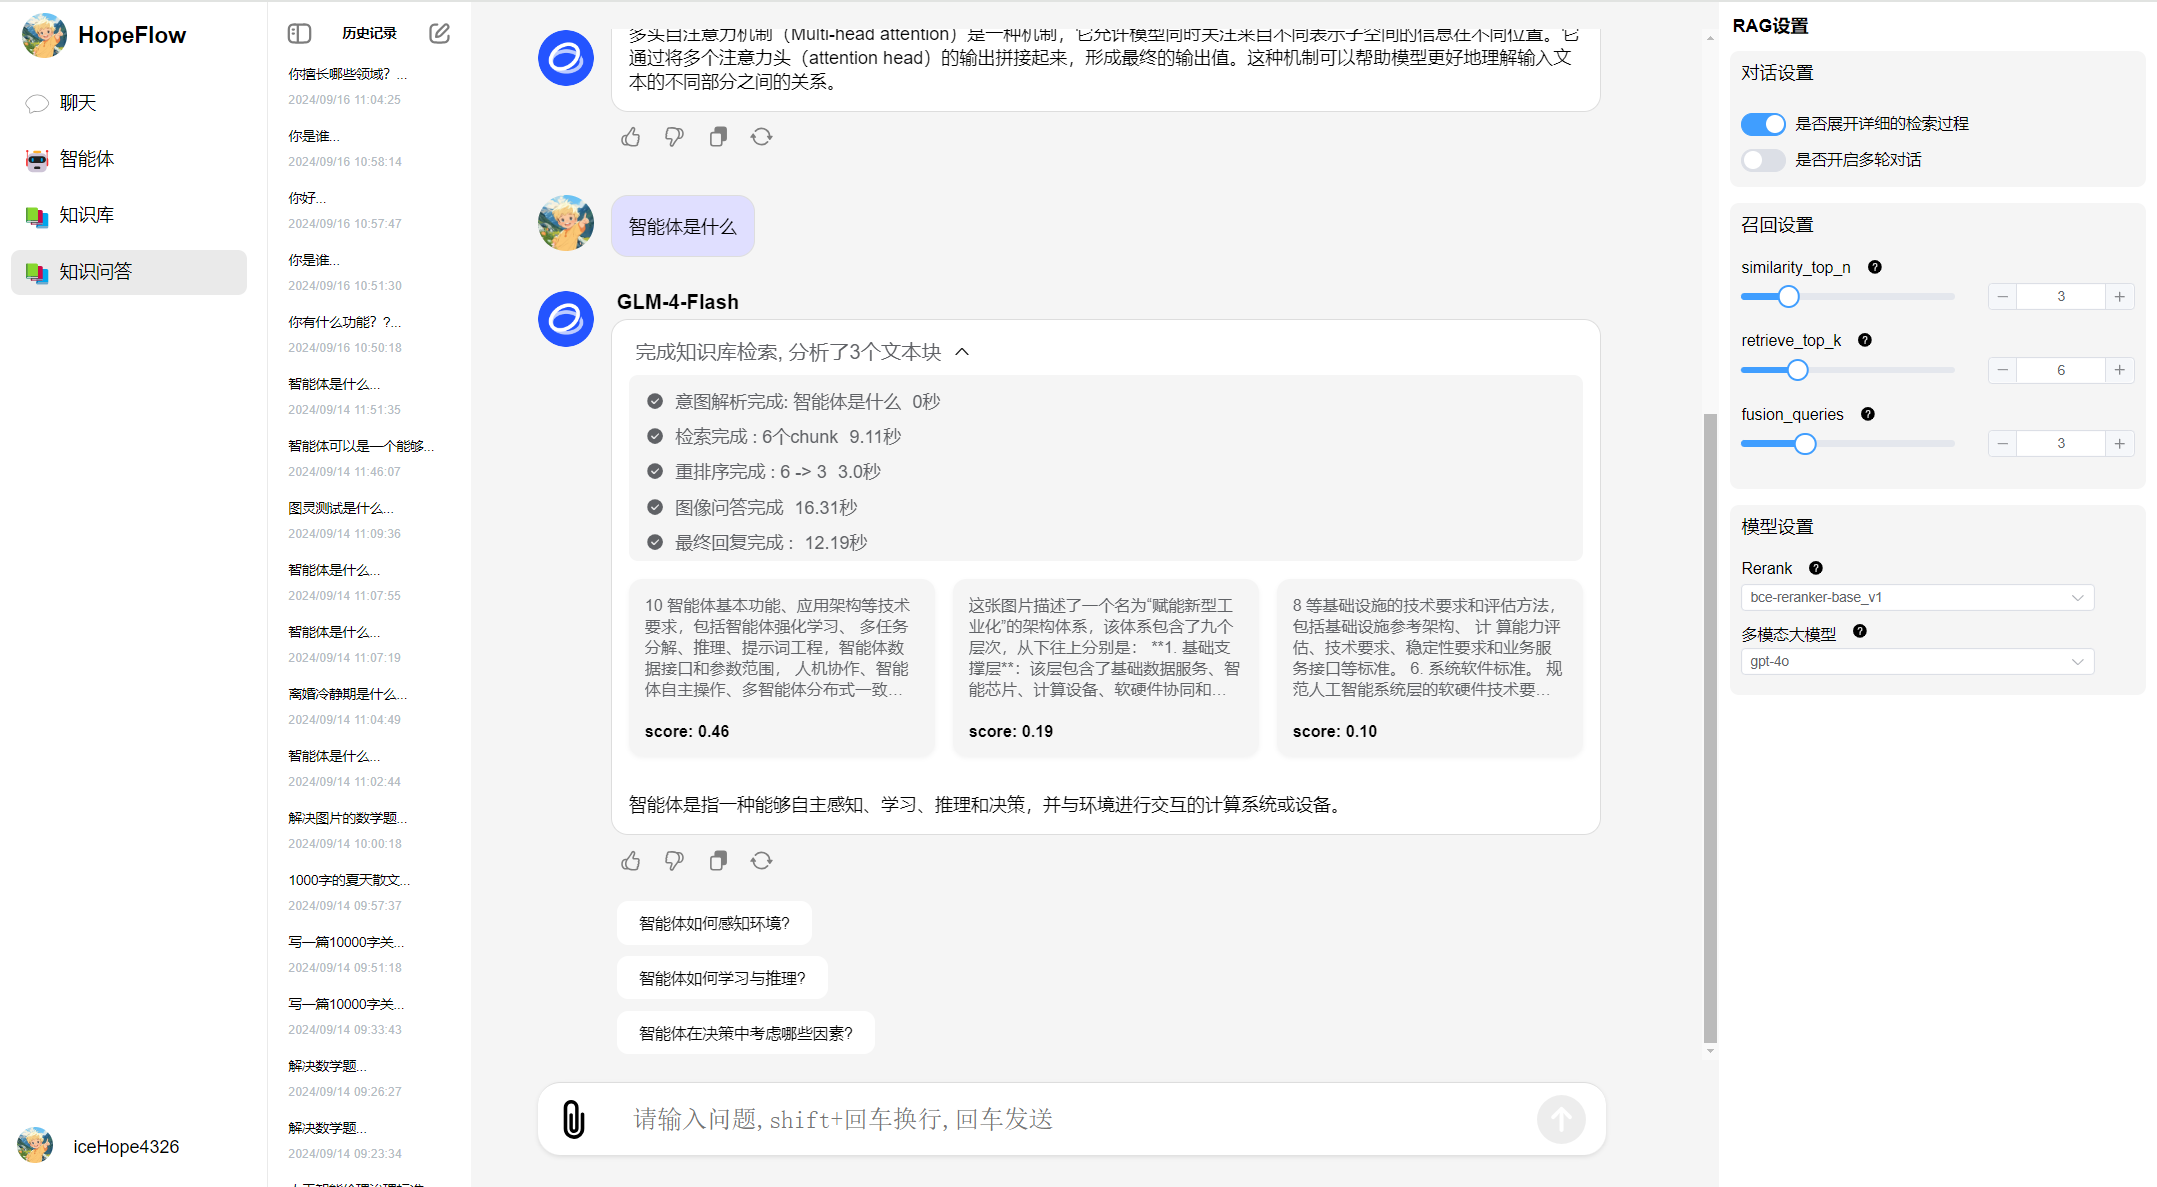 HopeFlow
聊天
智能体
知识库
知识问答
iceHope4326
历史记录
你擅长哪些领域？...
2024/09/16 11:04:25
你是谁...
2024/09/16 10:58:14
你好...
2024/09/16 10:57:47
你是谁...
2024/09/16 10:51:30
你有什么功能？?...
2024/09/16 10:50:18
智能体是什么...
2024/09/14 11:51:35
智能体可以是一个能够...
2024/09/14 11:46:07
图灵测试是什么...
2024/09/14 11:09:36
智能体是什么...
2024/09/14 11:07:55
智能体是什么...
2024/09/14 11:07:19
离婚冷静期是什么...
2024/09/14 11:04:49
智能体是什么...
2024/09/14 11:02:44
解决图片的数学题...
2024/09/14 10:00:18
1000字的夏天散文...
2024/09/14 09:57:37
写一篇10000字关...
2024/09/14 09:51:18
写一篇10000字关...
2024/09/14 09:33:43
解决数学题...
2024/09/14 09:26:27
解决数学题...
2024/09/14 09:23:34
多头自注意力机制（Multi-head attention）是一种机制，它允许模型同时关注来自不同表示子空间的信息在不同位置。它
通过将多个注意力头（attention head）的输出拼接起来，形成最终的输出值。这种机制可以帮助模型更好地理解输入文
本的不同部分之间的关系。
智能体是什么
GLM-4-Flash
完成知识库检索, 分析了3个文本块
意图解析完成: 智能体是什么 0秒
检索完成 : 6个chunk 9.11秒
重排序完成 : 6 -> 3 3.0秒
图像问答完成 16.31秒
最终回复完成 : 12.19秒
10 智能体基本功能、应用架构等技术
要求，包括智能体强化学习、 多任务
分解、推理、提示词工程，智能体数
据接口和参数范围， 人机协作、智能
体自主操作、多智能体分布式一致...
score: 0.46
这张图片描述了一个名为“赋能新型工
业化”的架构体系，该体系包含了九个
层次，从下往上分别是： **1. 基础支
撑层**：该层包含了基础数据服务、智
能芯片、计算设备、软硬件协同和...
score: 0.19
8 等基础设施的技术要求和评估方法，
包括基础设施参考架构、 计 算能力评
估、技术要求、稳定性要求和业务服
务接口等标准。 6. 系统软件标准。 规
范人工智能系统层的软硬件技术要...
score: 0.10
智能体是指一种能够自主感知、学习、推理和决策，并与环境进行交互的计算系统或设备。
智能体如何感知环境?
智能体如何学习与推理?
智能体在决策中考虑哪些因素?
请输入问题,shift+回车换行,回车发送
RAG设置
对话设置
是否展开详细的检索过程
是否开启多轮对话
召回设置
similarity_top_n
3
retrieve_top_k
6
fusion_queries
3
模型设置
Rerank
bce-reranker-base_v1
多模态大模型
gpt-4o